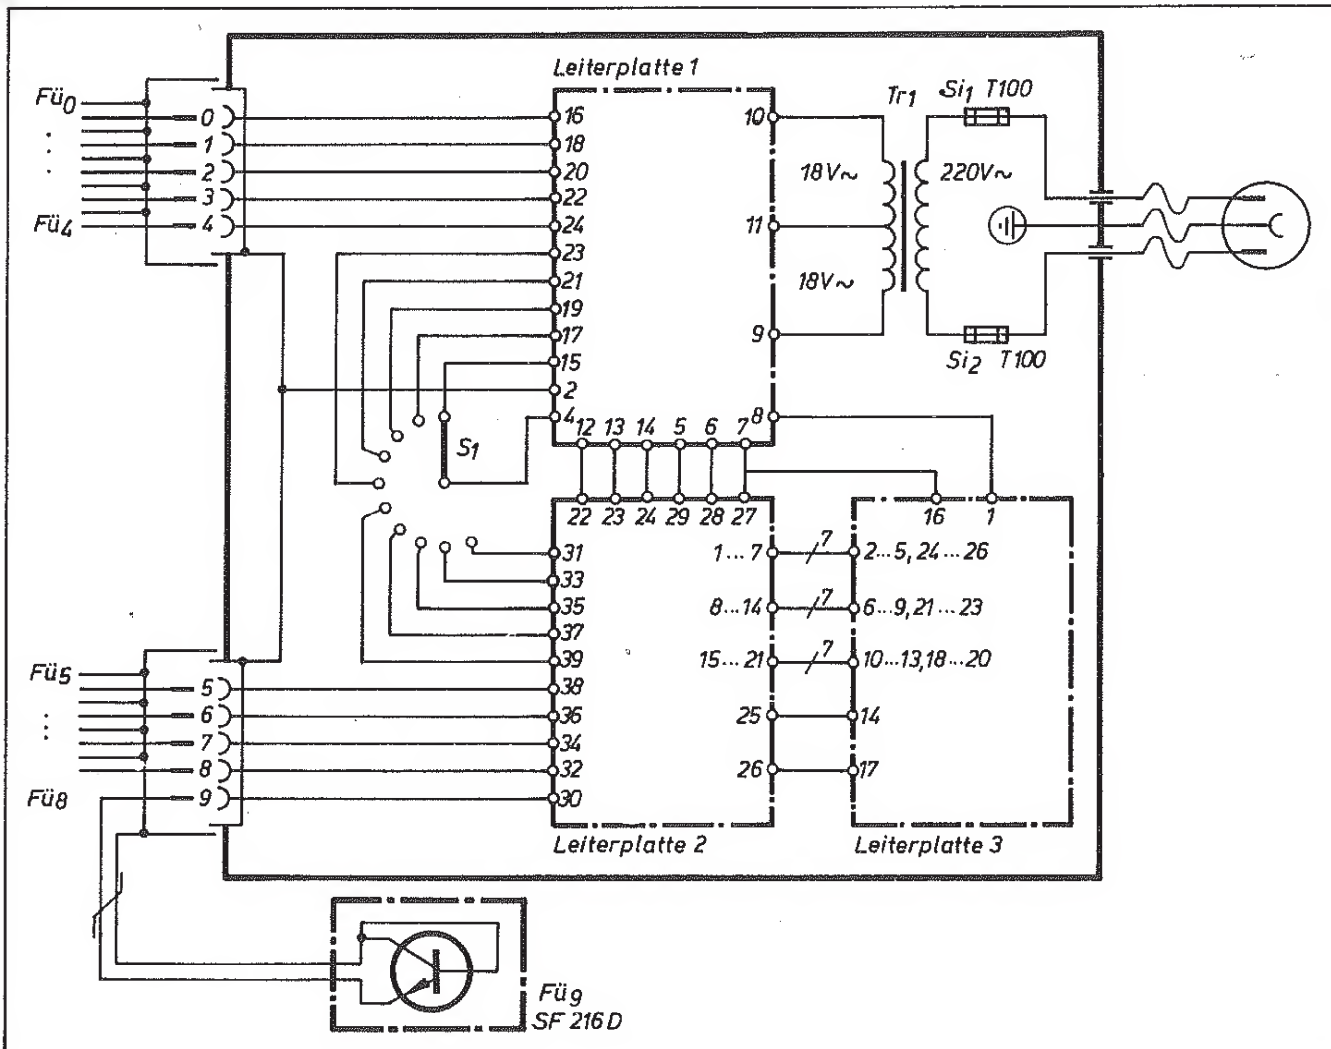 Leiterplatte 1
Fü0
0
1
2
3
4
Fü4
16
18
20
22
24
23
21
19
17
15
2
4
10
11
9
8
12 13 14 5 6 7
Tr1
Si1 T100
18V~
220V~
18V~
Si2 T100
S1
22 23 24 29 28 27
16 1
31
33
35
37
39
38
36
34
32
30
1...7
8...14
15...21
25
26
7
7
7
2...5, 24...26
6...9, 21...23
10...13, 18...20
14
17
Fü5
5
6
7
8
9
Fü8
Leiterplatte 2
Leiterplatte 3
Fü9
SF 216 D